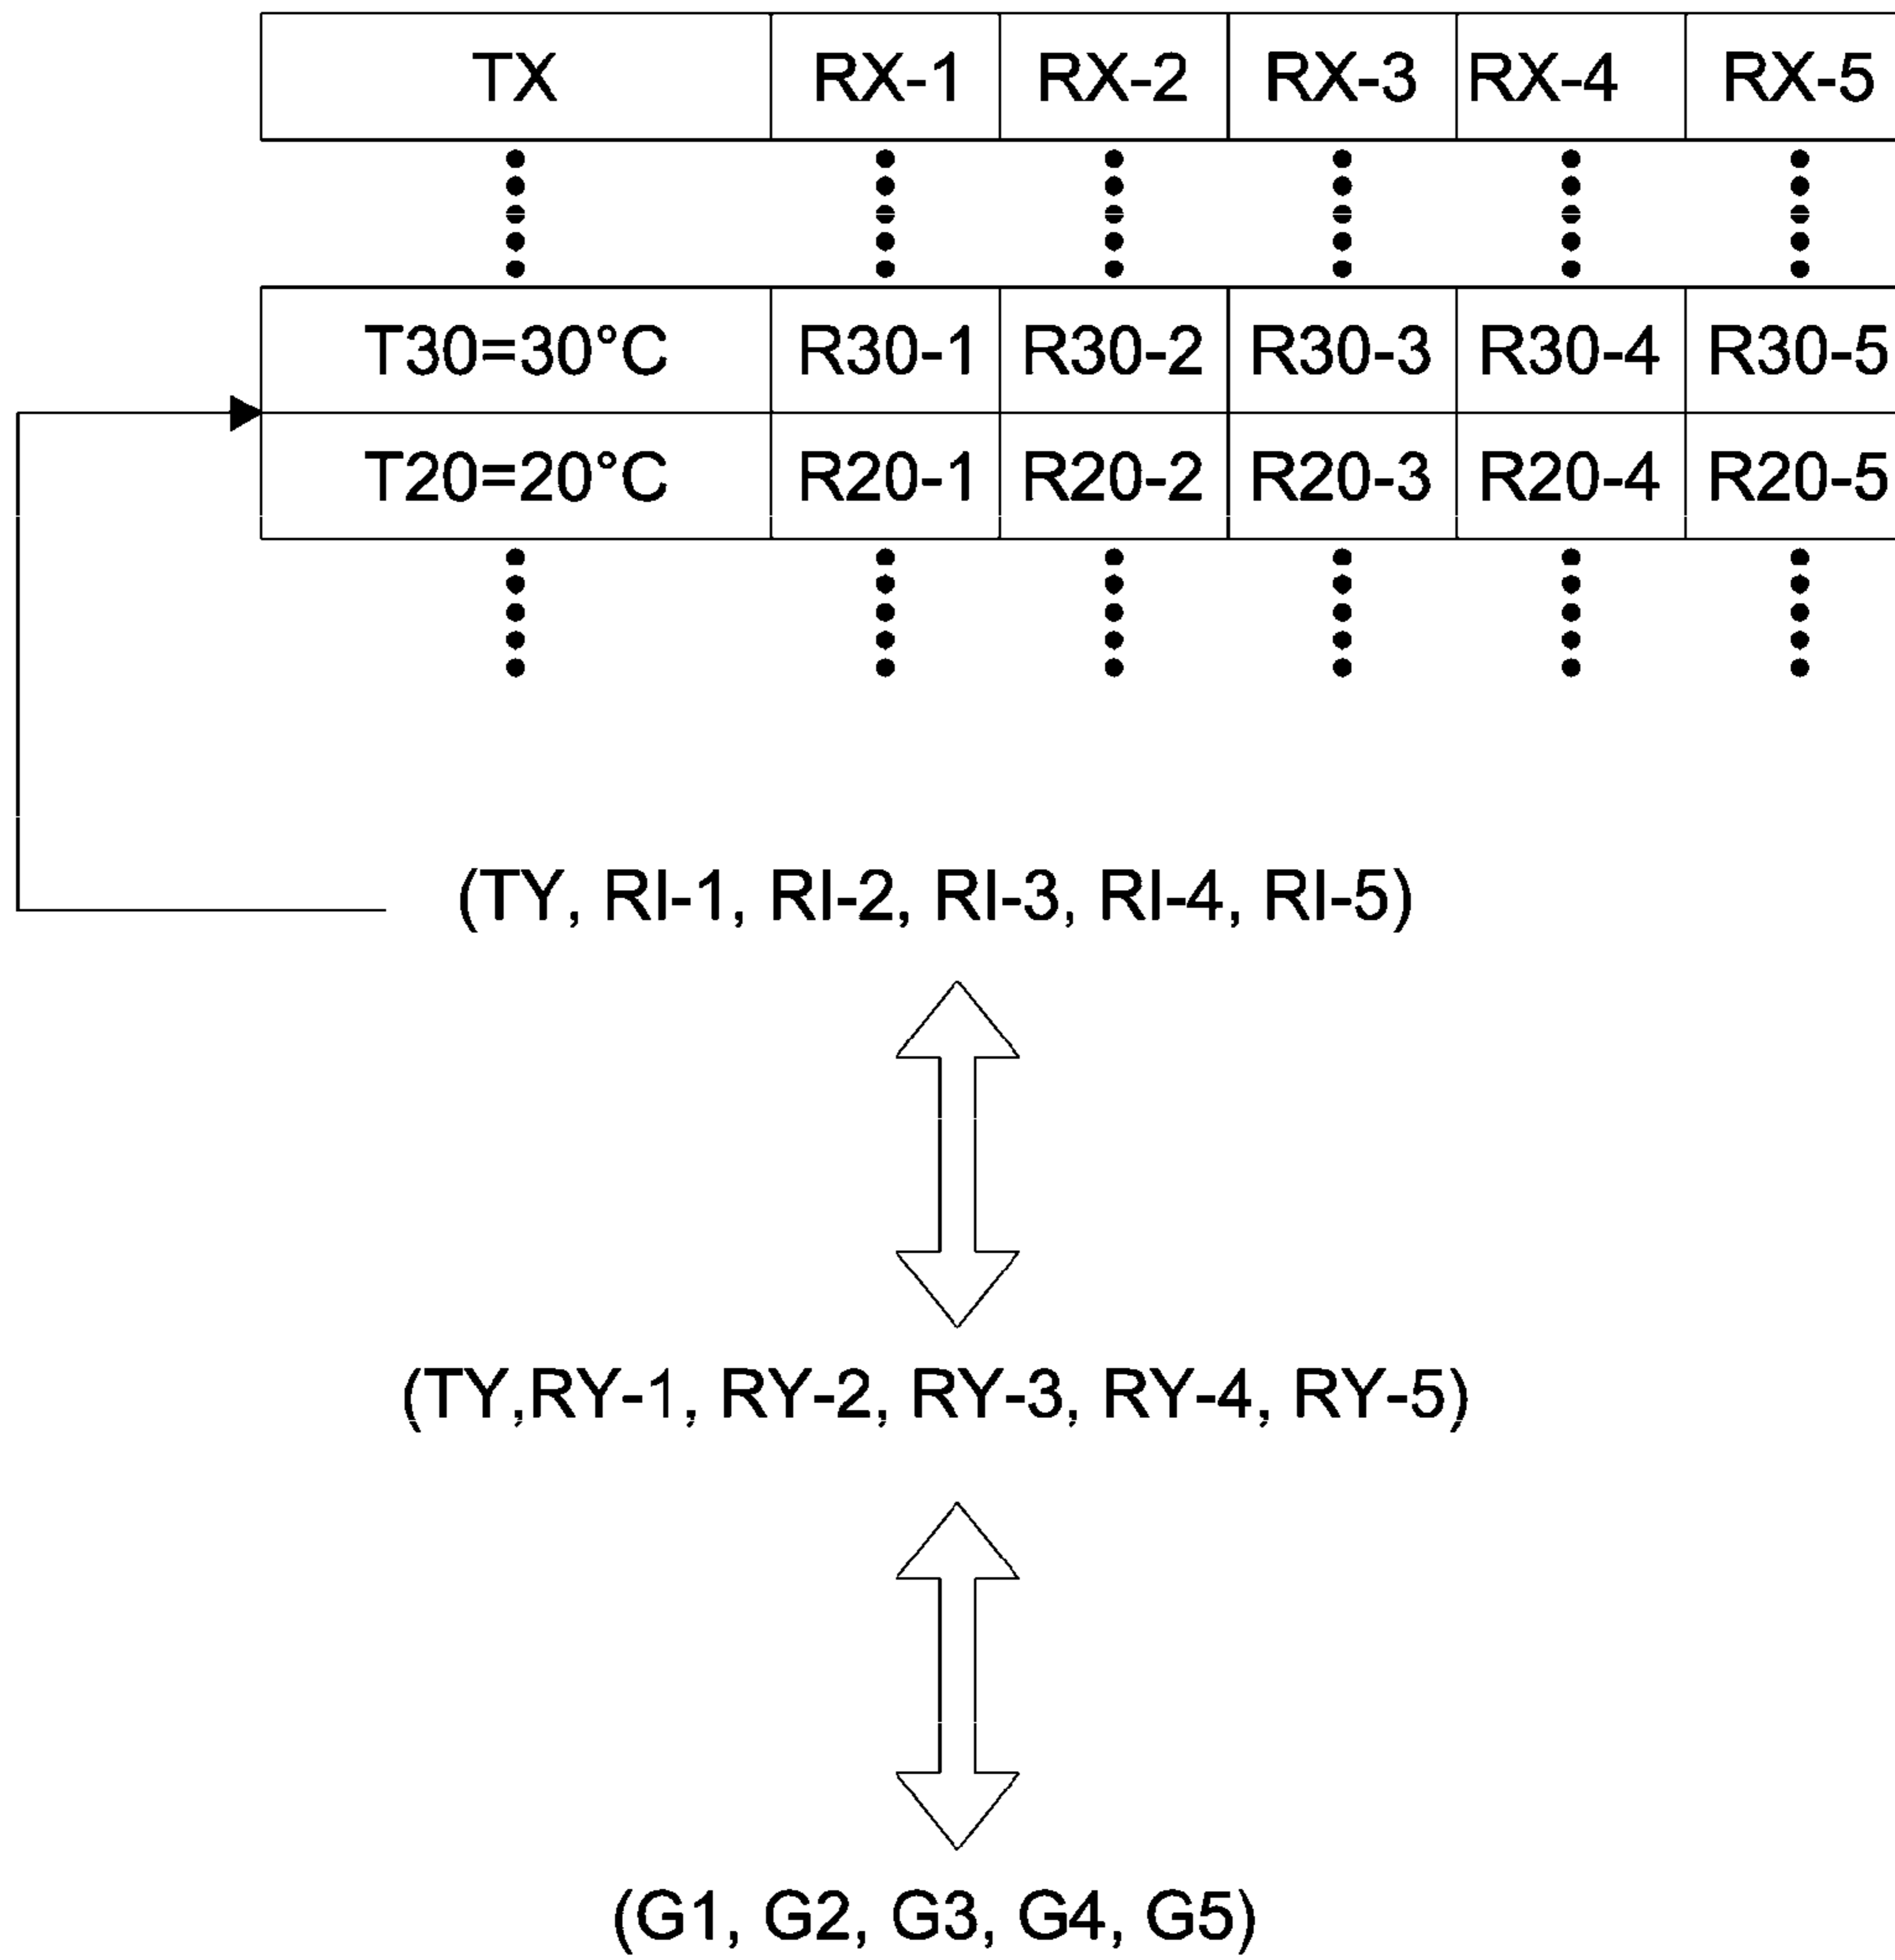 TX RX-1 RX-2 RX-3 RX-4 RX-5
T30=30°C R30-1 R30-2 R30-3 R30-4 R30-5
T20=20°C R20-1 R20-2 R20-3 R20-4 R20-5
(TY, RI-1, RI-2, RI-3, RI-4, RI-5)
(TY,RY-1, RY-2, RY-3, RY-4, RY-5)
(G1, G2, G3, G4, G5)